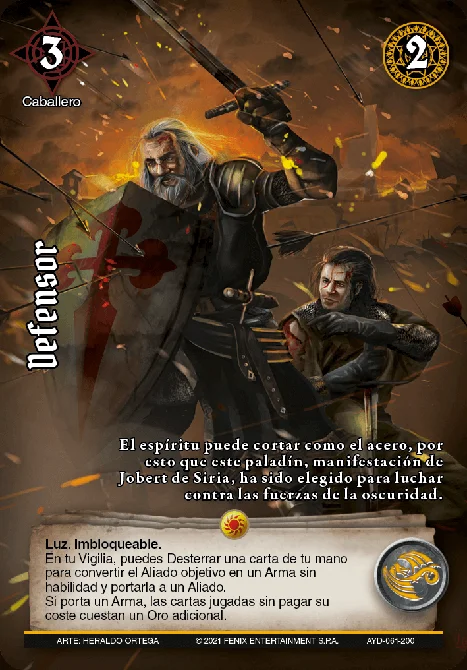 3
2
Caballero
Defensor
El espíritu puede cortar como el acero, por
esto que este paladín, manifestación de
Jobert de Siria, ha sido elegido para luchar
contra las fuerzas de la oscuridad.
Luz. Imbloqueable.
En tu Vigilia, puedes Desterrar una carta de tu mano
para convertir el Aliado objetivo en un Arma sin
habilidad y portarla a un Aliado.
Si porta un Arma, las cartas jugadas sin pagar su
coste cuestan un Oro adicional.
ARTE: HERALDO ORTEGA
© 2021 FENIX ENTERTAINMENT S.P.A.
AYD-061-200